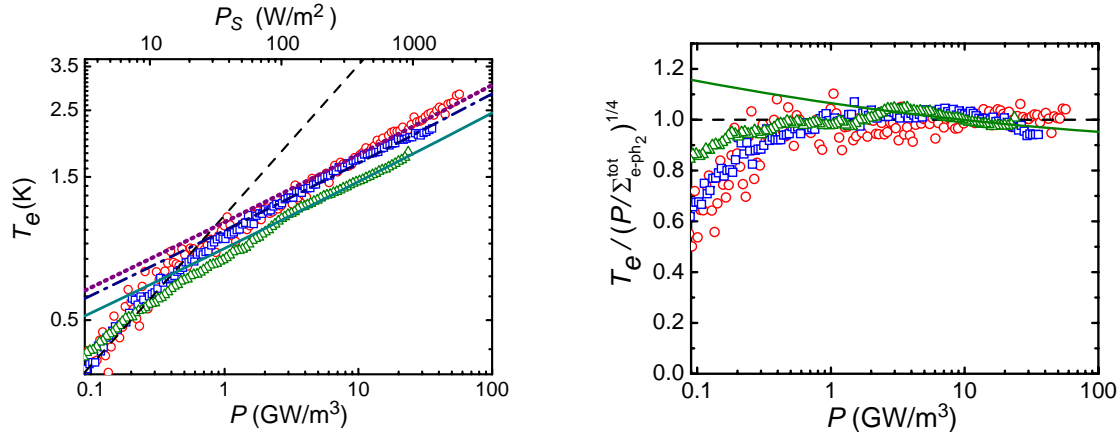 P_S (W/m²)
10 100 1000
3.5
2.5
1.5
0.5
T_e (K)
0.1 1 10 100
P (GW/m³)
1.2
1.0
0.8
0.6
0.4
0.2
0.0
T_e / (P/Σ^tot_e-ph₂)^1/4
0.1 1 10 100
P (GW/m³)